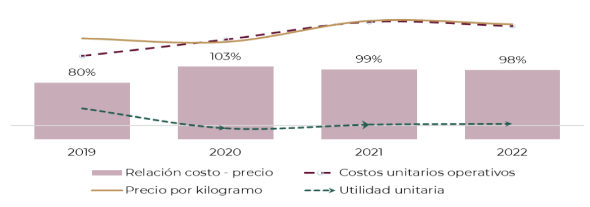 80%
103%
99%
98%
2019
2020
2021
2022
Relación costo - precio
Costos unitarios operativos
Precio por kilogramo
Utilidad unitaria